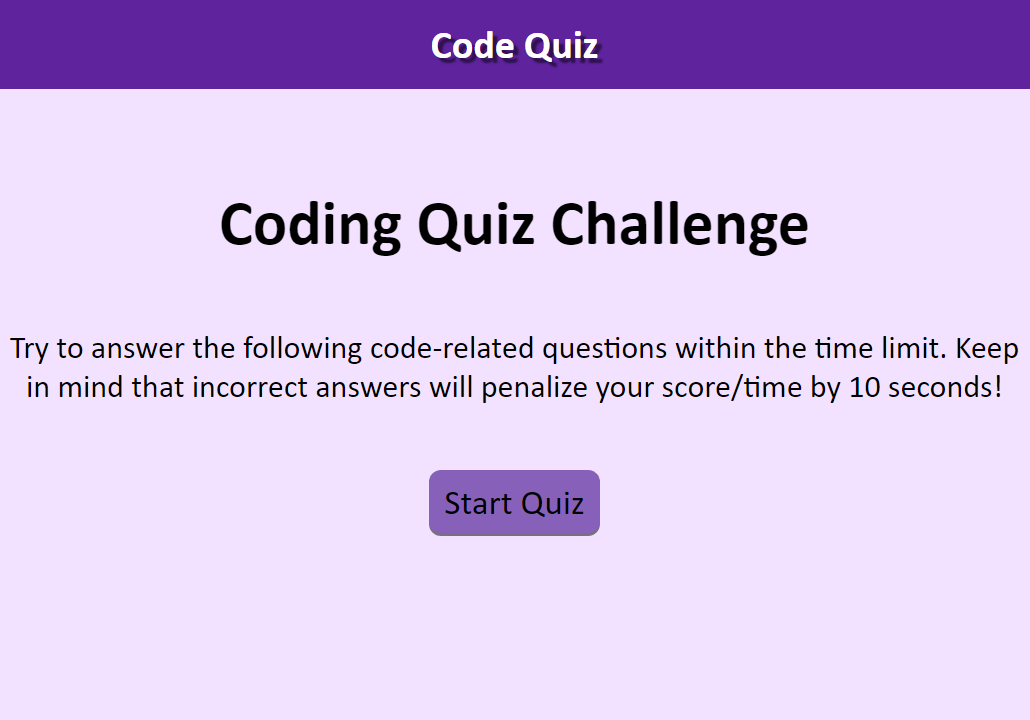 Code Quiz
Coding Quiz Challenge
Try to answer the following code-related questions within the time limit. Keep
in mind that incorrect answers will penalize your score/time by 10 seconds!
Start Quiz